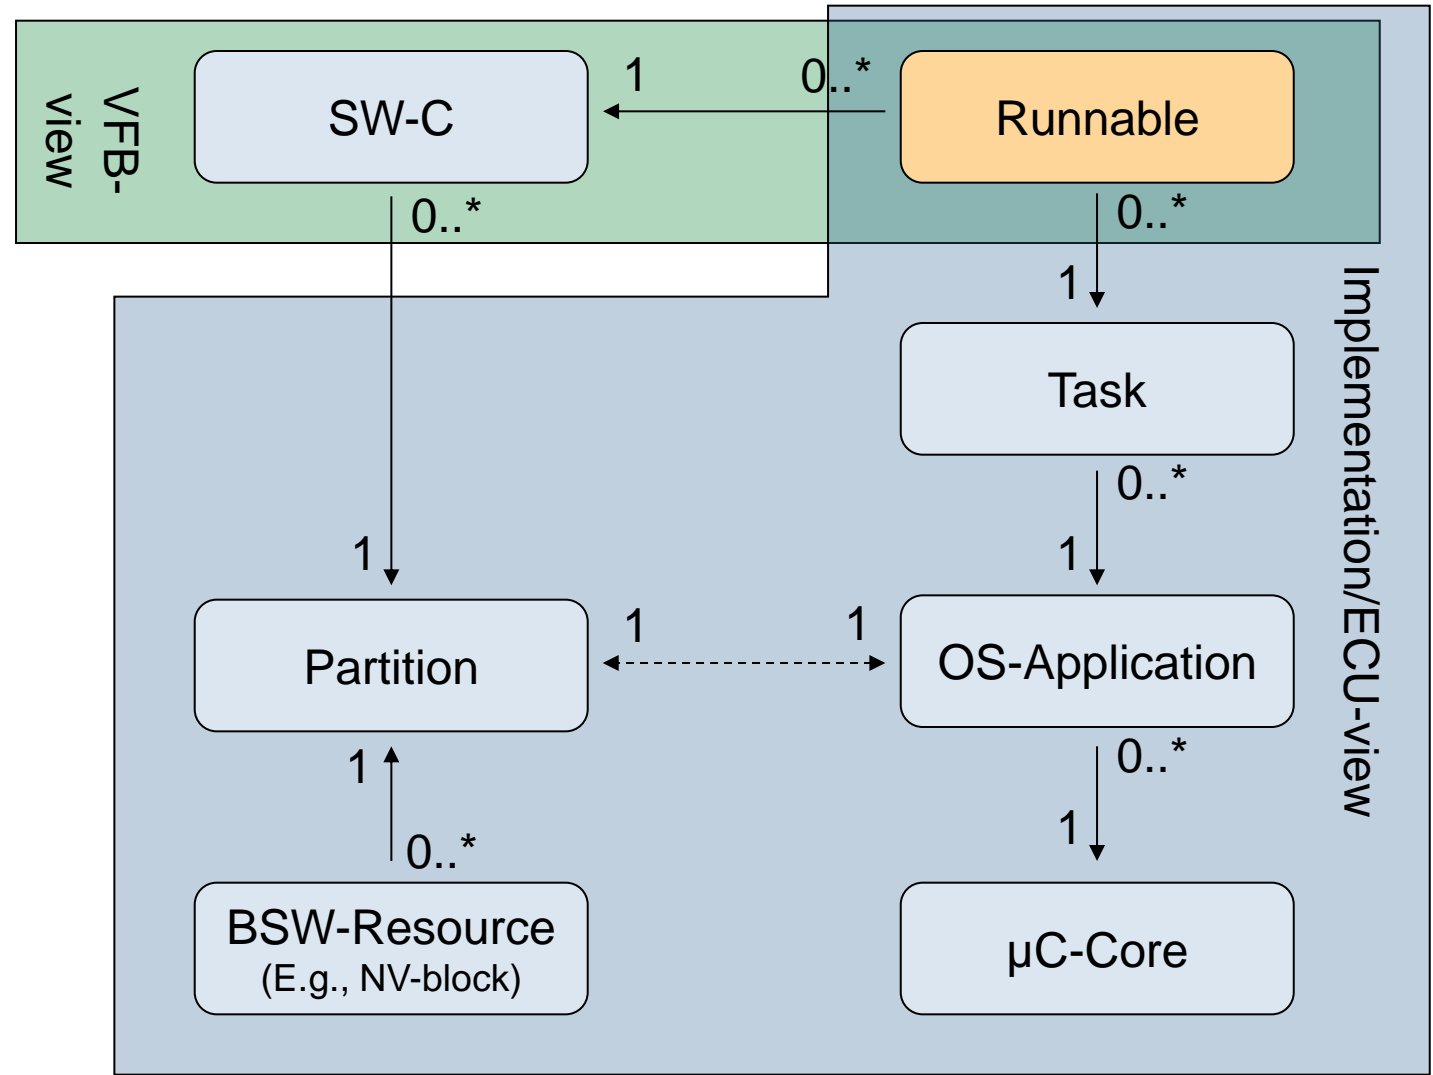 VFB-
view
SW-C
1
0..*
Runnable
0..*
0..*
1
Task
Implementation/ECU-view
0..*
1
1
Partition
1
1
OS-Application
1
0..*
0..*
1
BSW-Resource
(E.g., NV-block)
µC-Core